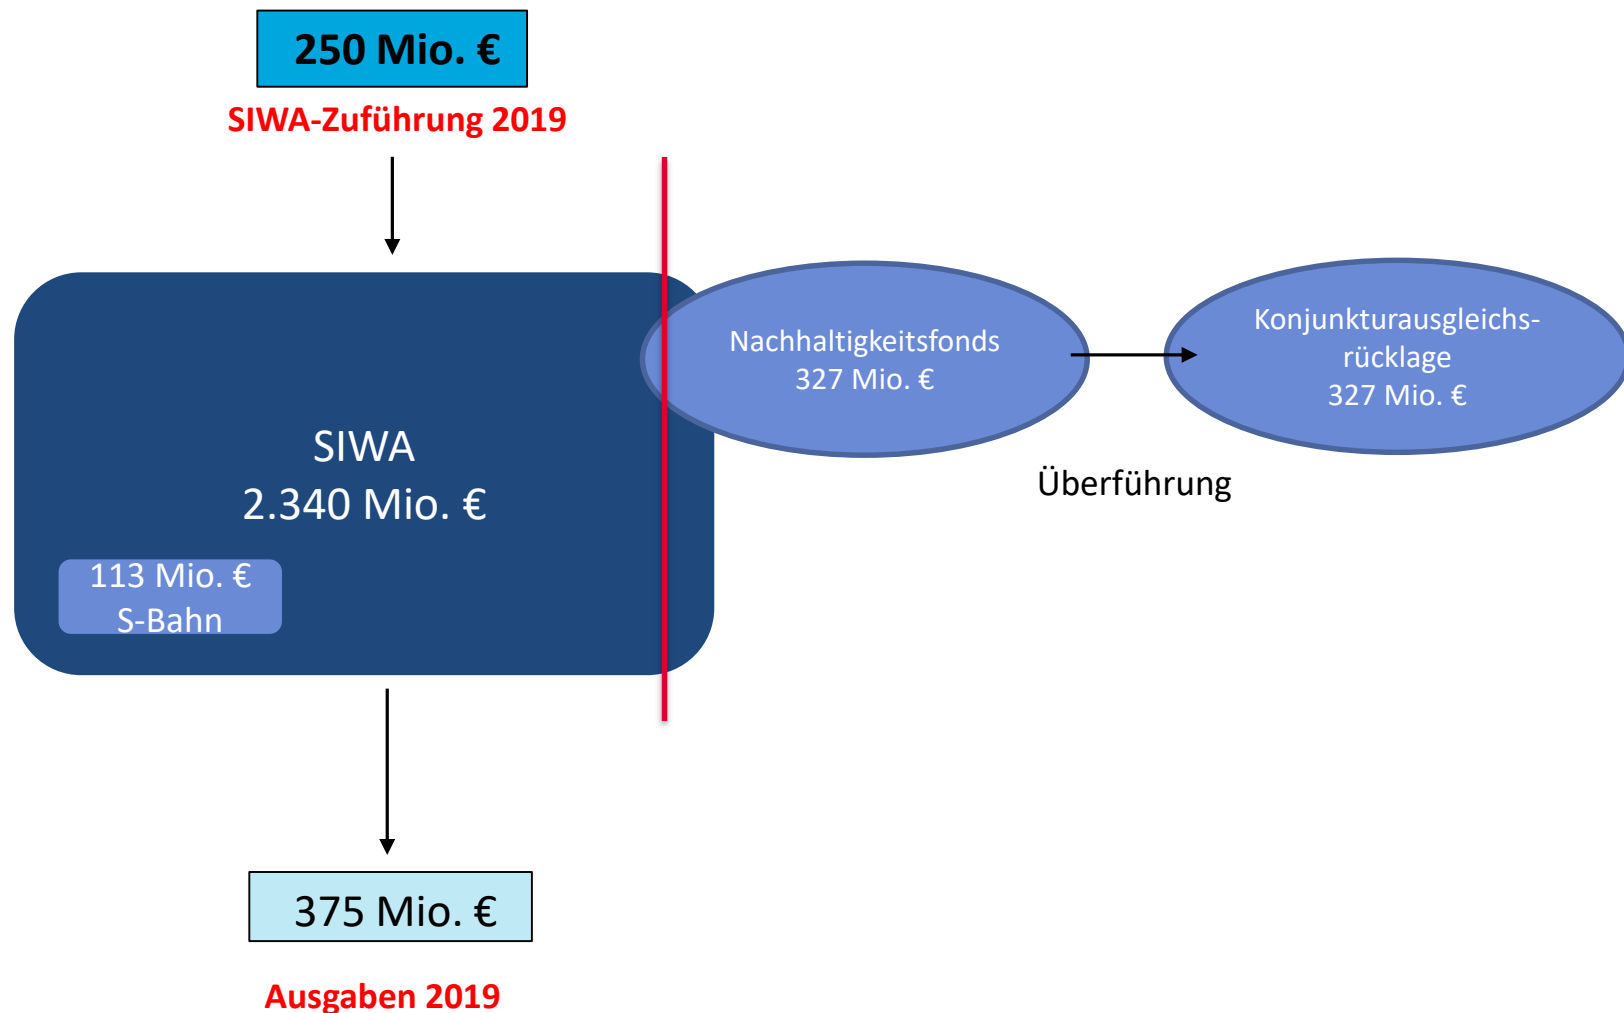 250 Mio. €
SIWA-Zuführung 2019
SIWA
2.340 Mio. €
113 Mio. €
S-Bahn
Nachhaltigkeitsfonds
327 Mio. €
Konjunkturausgleichs-
rücklage
327 Mio. €
Überführung
375 Mio. €
Ausgaben 2019